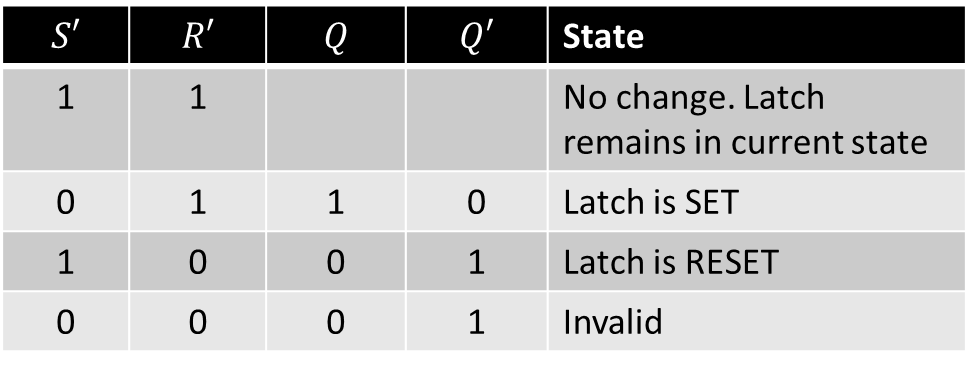 S′ R′ Q Q′ State
1 1 No change. Latch
remains in current state
0 1 1 0 Latch is SET
1 0 0 1 Latch is RESET
0 0 0 1 Invalid